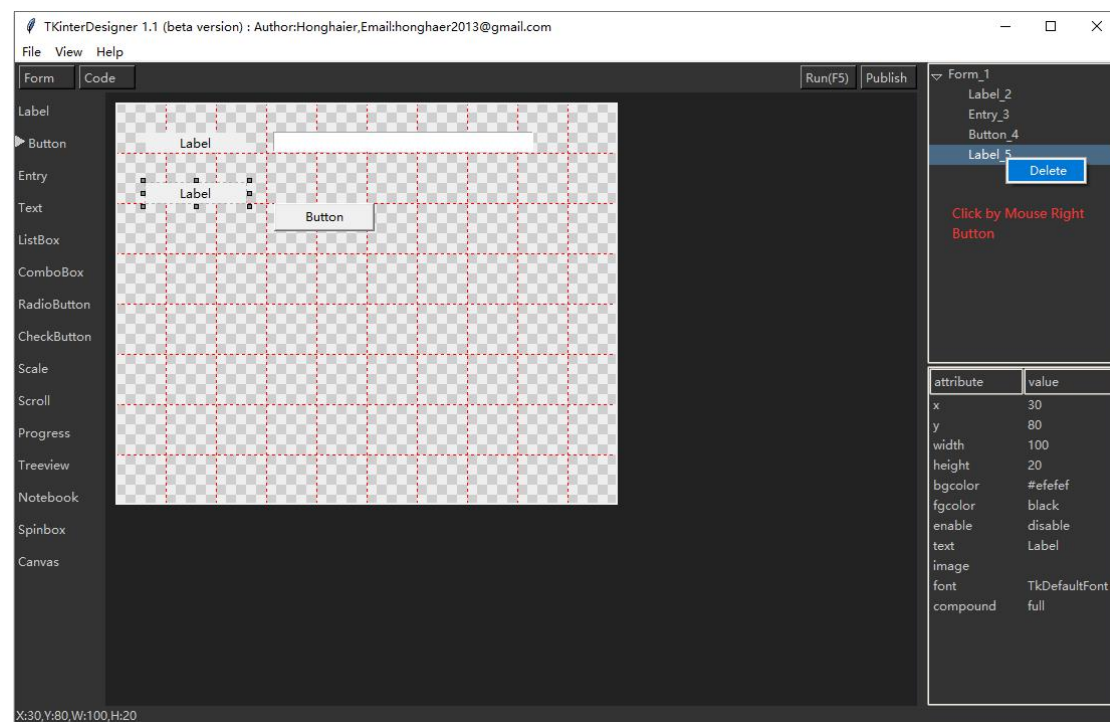 TKinterDesigner 1.1 (beta version) : Author:Honghaier,Email:honghaer2013@gmail.com
File View Help
Form Code Run(F5) Publish
Label
Button
Entry
Text
ListBox
ComboBox
RadioButton
CheckButton
Scale
Scroll
Progress
Treeview
Notebook
Spinbox
Canvas
Label
Label
Button
Form_1
Label_2
Entry_3
Button_4
Label_5
Delete
Click by Mouse Right
Button
attribute value
x 30
y 80
width 100
height 20
bgcolor #efefef
fgcolor black
enable disable
text Label
image
font TkDefaultFont
compound full
X:30,Y:80,W:100,H:20